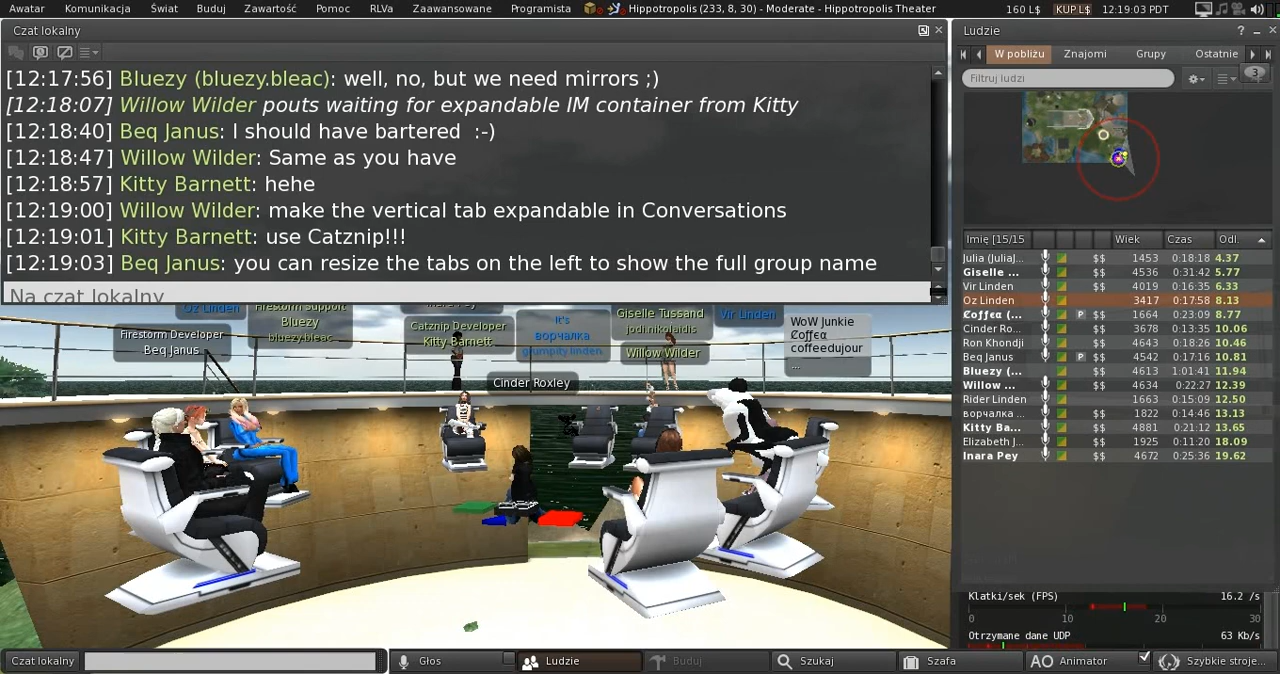 Awatar Komunikacja Świat Buduj Zawartość Pomoc RLVa Zaawansowane Programista Hippotropolis (233, 8, 30) - Moderate - Hippotropolis Theater 160 L$ KUP L$ 12:19:03 PDT
Czat lokalny
[12:17:56] Bluezy (bluezy.bleac): well, no, but we need mirrors ;)
[12:18:07] Willow Wilder pouts waiting for expandable IM container from Kitty
[12:18:40] Beq Janus: I should have bartered :-)
[12:18:47] Willow Wilder: Same as you have
[12:18:57] Kitty Barnett: hehe
[12:19:00] Willow Wilder: make the vertical tab expandable in Conversations
[12:19:01] Kitty Barnett: use Catznip!!!
[12:19:03] Beq Janus: you can resize the tabs on the left to show the full group name
Na czat lokalny
Oz Linden
Firestorm Support
Bluezy
bluezy.bleac
Firestorm Developer
Beq Janus
Catznip Developer
Kitty Barnett
It's
ворчалка
grumpity.linden
Giselle Tussand
jodi.nikolaidis
Willow Wilder
Vir Linden
WoW Junkie
Ȼoƒƒєα
coffeedujour
...
Cinder Roxley
Ludzie
W pobliżu Znajomi Grupy Ostatnie
3
Filtruj ludzi
Imię [15/15 Wiek Czas Odl.
Julia (JuliaJ... $$ 1453 0:18:18 4.37
Giselle ... $$ 4536 0:31:42 5.77
Vir Linden $$ 4019 0:16:35 6.33
Oz Linden 3417 0:17:58 8.13
Ȼoƒƒєα (... P $$ 1664 0:23:09 8.77
Cinder Ro... $$ 3678 0:13:35 10.06
Ron Khondji $$ 4643 0:18:26 10.46
Beq Janus P $$ 4542 0:17:16 10.81
Bluezy (... $$ 4613 1:01:41 11.94
Willow ... $$ 4634 0:22:27 12.39
Rider Linden 1663 0:15:09 12.50
ворчалка ... $$ 1822 0:14:46 13.13
Kitty Ba... $$ 4881 0:21:12 13.65
Elizabeth J... $$ 1925 0:11:20 18.09
Inara Pey $$ 4672 0:25:36 19.62
Klatki/sek (FPS) 16.2 /s
0 10 20 30
Otrzymane dane UDP 63 Kb/s
Czat lokalny Głos Ludzie Buduj Szukaj Szafa AO Animator Szybkie stroje...